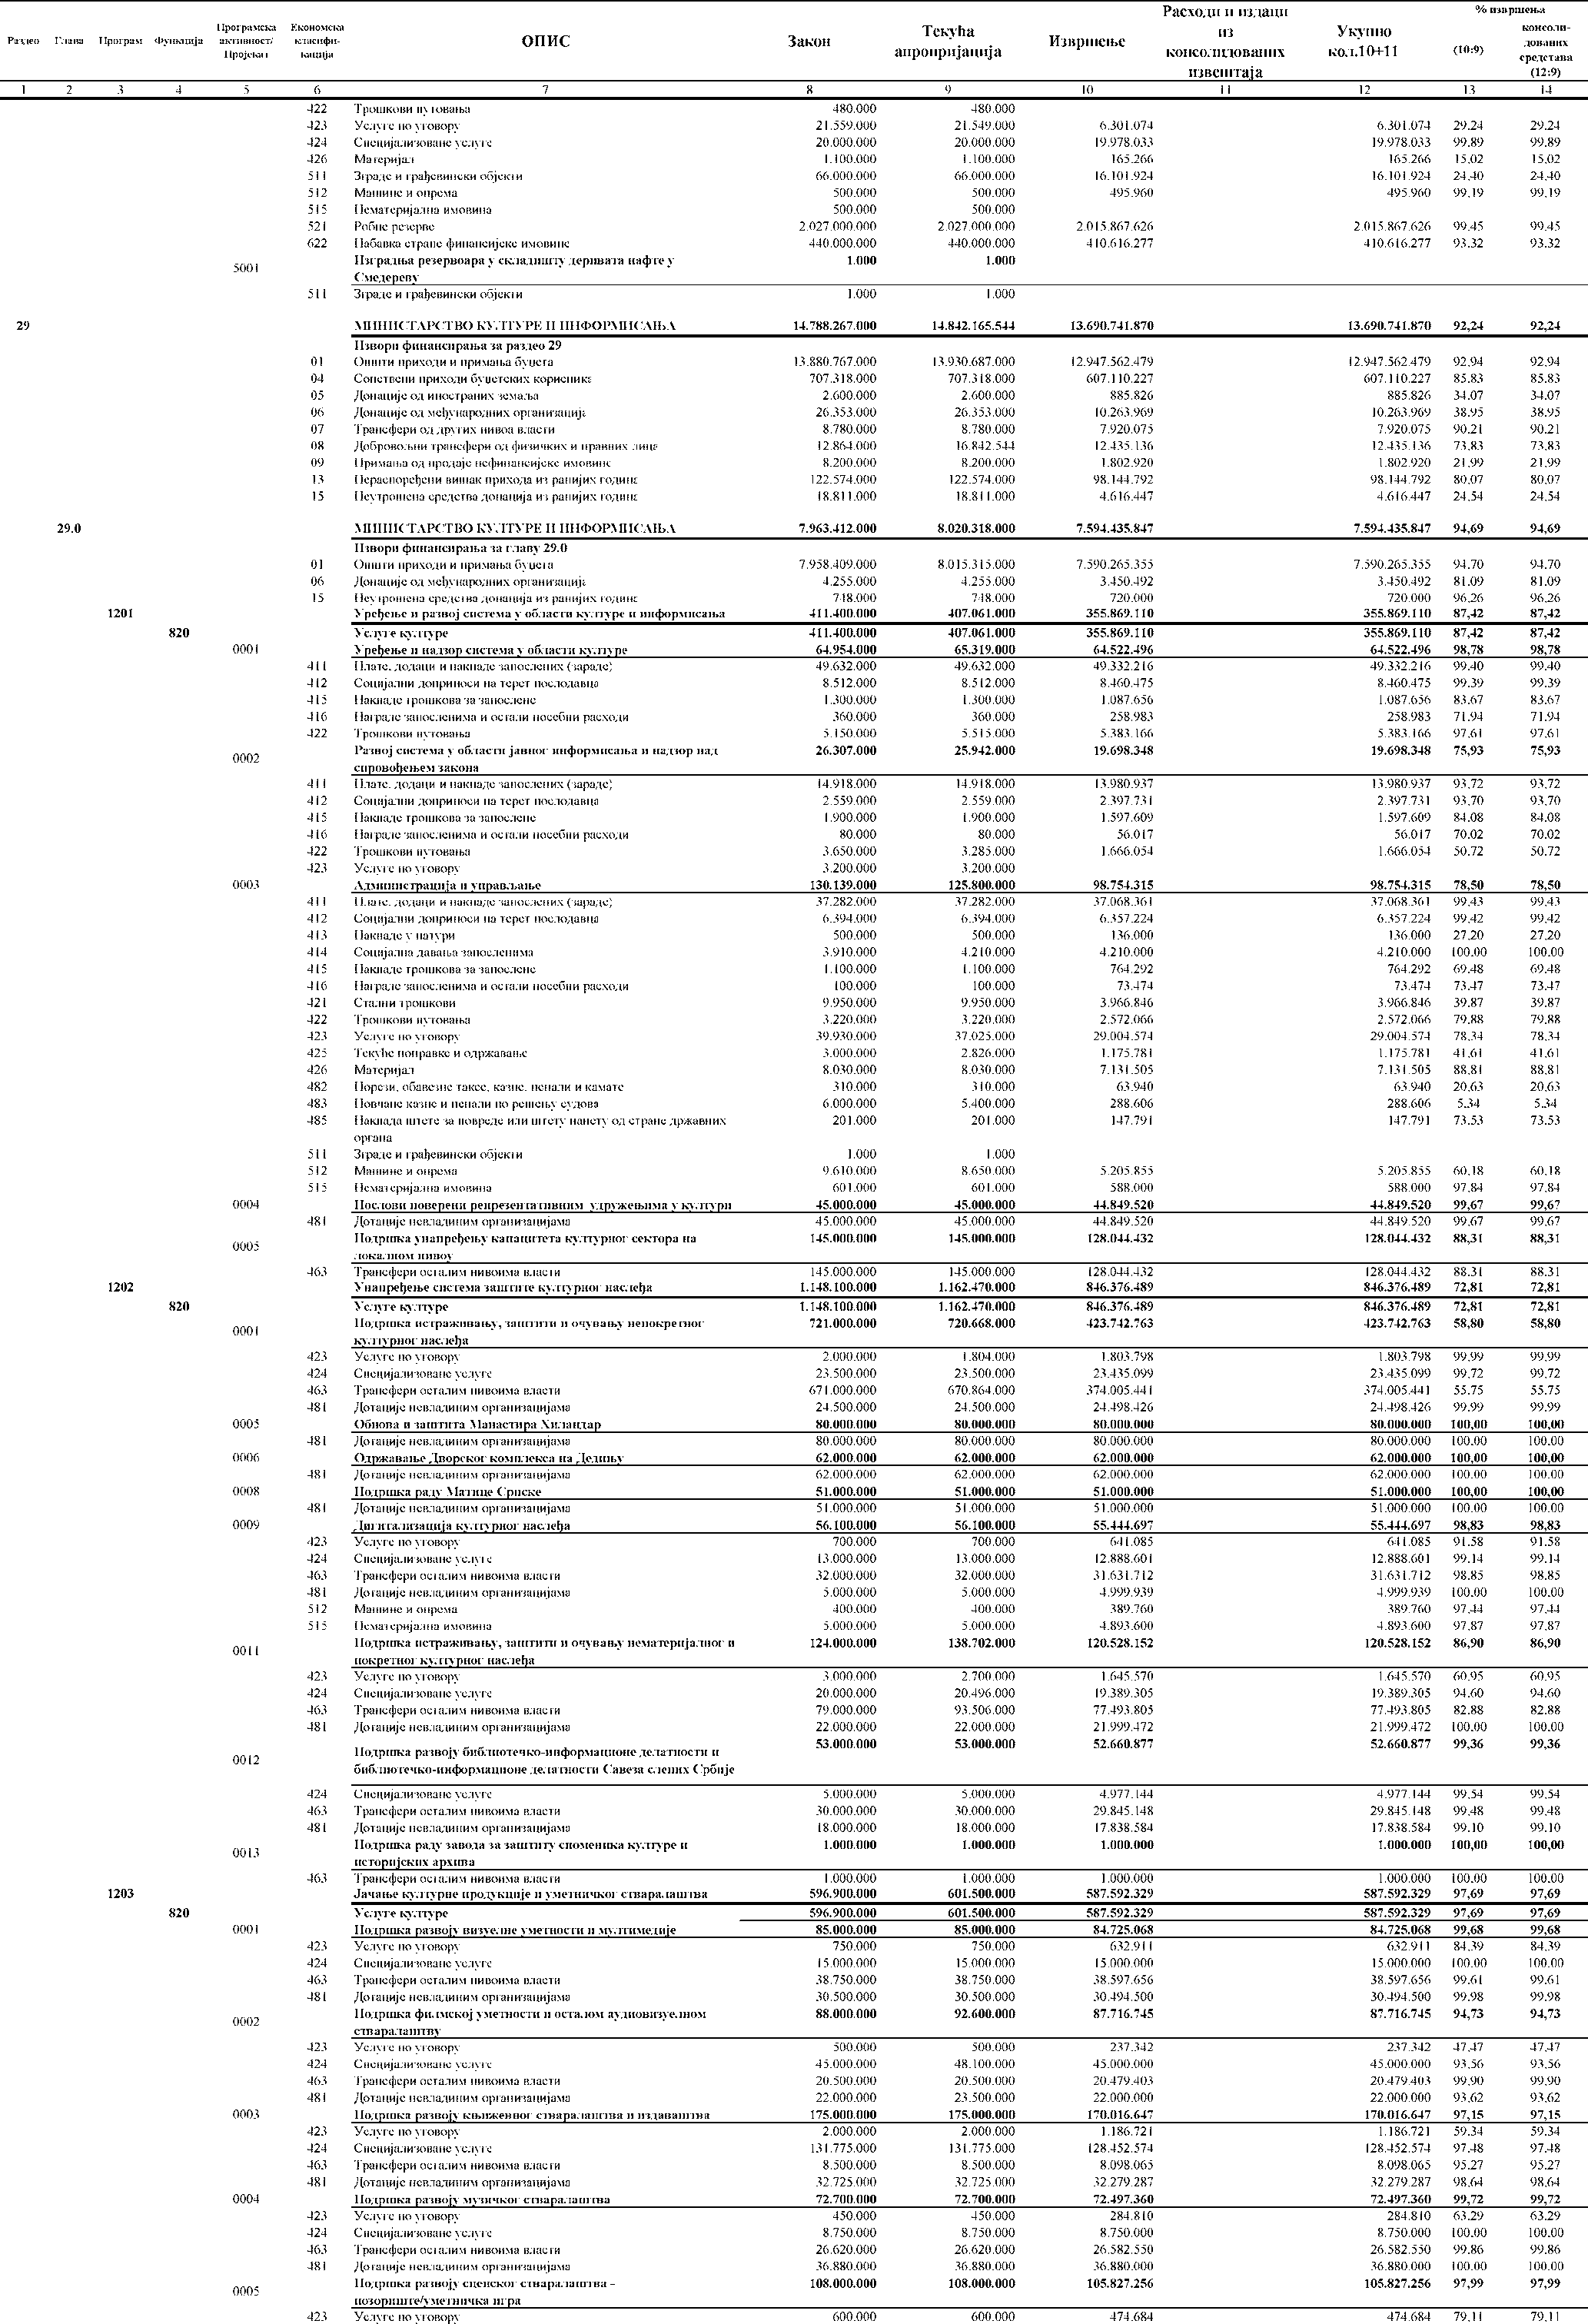 Раздео Глава Програм Функција Програмска активност/ Пројекат Економска класифи- кација ОПИС Закон Текућа апропријација Извршење Расходи и издаци из консолидованих извештаја Укупно кол.10+11 % извршења (10:9) консоли- дованих средстава (12:9)
1 2 3 4 5 6 7 8 9 10 11 12 13 14
422 Трошкови путовања 480.000 480.000
423 Услуге по уговору 21.559.000 21.549.000 6.301.074 6.301.074 29,24 29,24
424 Специјализоване услуге 20.000.000 20.000.000 19.978.033 19.978.033 99,89 99,89
426 Материјал 1.100.000 1.100.000 165.266 165.266 15,02 15,02
511 Зграде и грађевински објекти 66.000.000 66.000.000 16.101.924 16.101.924 24,40 24,40
512 Машине и опрема 500.000 500.000 495.960 495.960 99,19 99,19
515 Нематеријална имовина 500.000 500.000
521 Робне резерве 2.027.000.000 2.027.000.000 2.015.867.626 2.015.867.626 99,45 99,45
622 Набавка стране финансијске имовине 440.000.000 440.000.000 410.616.277 410.616.277 93,32 93,32
5001 Изградња резервоара у складишту деривата нафте у 1.000 1.000
Смедереву
511 Зграде и грађевински објекти 1.000 1.000
29 МИНИСТАРСТВО КУЛТУРЕ И ИНФОРМИСАЊА 14.788.267.000 14.842.165.544 13.690.741.870 13.690.741.870 92,24 92,24
Извори финансирања за раздео 29
01 Општи приходи и примања буџета 13.880.767.000 13.930.687.000 12.947.562.479 12.947.562.479 92,94 92,94
04 Сопствени приходи буџетских корисника 707.318.000 707.318.000 607.110.227 607.110.227 85,83 85,83
05 Донације од иностраних земаља 2.600.000 2.600.000 885.826 885.826 34,07 34,07
06 Донације од међународних организација 26.353.000 26.353.000 10.263.969 10.263.969 38,95 38,95
07 Трансфери од других нивоа власти 8.780.000 8.780.000 7.920.075 7.920.075 90,21 90,21
08 Добровољни трансфери од физичких и правних лица 12.864.000 16.842.544 12.435.136 12.435.136 73,83 73,83
09 Примања од продаје нефинансијске имовине 8.200.000 8.200.000 1.802.920 1.802.920 21,99 21,99
13 Нераспоређени вишак прихода из ранијих година 122.574.000 122.574.000 98.144.792 98.144.792 80,07 80,07
15 Неутрошена средства донација из ранијих година 18.811.000 18.811.000 4.616.447 4.616.447 24,54 24,54
29.0 МИНИСТАРСТВО КУЛТУРЕ И ИНФОРМИСАЊА 7.963.412.000 8.020.318.000 7.594.435.847 7.594.435.847 94,69 94,69
Извори финансирања за главу 29.0
01 Општи приходи и примања буџета 7.958.409.000 8.015.315.000 7.590.265.355 7.590.265.355 94,70 94,70
06 Донације од међународних организација 4.255.000 4.255.000 3.450.492 3.450.492 81,09 81,09
15 Неутрошена средства донација из ранијих година 748.000 748.000 720.000 720.000 96,26 96,26
1201 Уређење и развој система у области културе и информисања 411.400.000 407.061.000 355.869.110 355.869.110 87,42 87,42
820 Услуге културе 411.400.000 407.061.000 355.869.110 355.869.110 87,42 87,42
0001 Уређење и надзор система у области културе 64.954.000 65.319.000 64.522.496 64.522.496 98,78 98,78
411 Плате, додаци и накнаде запослених (зараде) 49.632.000 49.632.000 49.332.216 49.332.216 99,40 99,40
412 Социјални доприноси на терет послодавца 8.512.000 8.512.000 8.460.475 8.460.475 99,39 99,39
415 Накнаде трошкова за запослене 1.300.000 1.300.000 1.087.656 1.087.656 83,67 83,67
416 Награде запосленима и остали посебни расходи 360.000 360.000 258.983 258.983 71,94 71,94
422 Трошкови путовања 5.150.000 5.515.000 5.383.166 5.383.166 97,61 97,61
0002 Развој система у области јавног информисања и надзор над 26.307.000 25.942.000 19.698.348 19.698.348 75,93 75,93
спровођењем закона
411 Плате, додаци и накнаде запослених (зараде) 14.918.000 14.918.000 13.980.937 13.980.937 93,72 93,72
412 Социјални доприноси на терет послодавца 2.559.000 2.559.000 2.397.731 2.397.731 93,70 93,70
415 Накнаде трошкова за запослене 1.900.000 1.900.000 1.597.609 1.597.609 84,08 84,08
416 Награде запосленима и остали посебни расходи 80.000 80.000 56.017 56.017 70,02 70,02
422 Трошкови путовања 3.650.000 3.285.000 1.666.054 1.666.054 50,72 50,72
423 Услуге по уговору 3.200.000 3.200.000
0003 Администрација и управљање 130.139.000 125.800.000 98.754.315 98.754.315 78,50 78,50
411 Плате, додаци и накнаде запослених (зараде) 37.282.000 37.282.000 37.068.361 37.068.361 99,43 99,43
412 Социјални доприноси на терет послодавца 6.394.000 6.394.000 6.357.224 6.357.224 99,42 99,42
413 Накнаде у натури 500.000 500.000 136.000 136.000 27,20 27,20
414 Социјална давања запосленима 3.910.000 4.210.000 4.210.000 4.210.000 100,00 100,00
415 Накнаде трошкова за запослене 1.100.000 1.100.000 764.292 764.292 69,48 69,48
416 Награде запосленима и остали посебни расходи 100.000 100.000 73.474 73.474 73,47 73,47
421 Стални трошкови 9.950.000 9.950.000 3.966.846 3.966.846 39,87 39,87
422 Трошкови путовања 3.220.000 3.220.000 2.572.066 2.572.066 79,88 79,88
423 Услуге по уговору 39.930.000 37.025.000 29.004.574 29.004.574 78,34 78,34
425 Текуће поправке и одржавање 3.000.000 2.826.000 1.175.781 1.175.781 41,61 41,61
426 Материјал 8.030.000 8.030.000 7.131.505 7.131.505 88,81 88,81
482 Порези, обавезне таксе, казне, пенали и камате 310.000 310.000 63.940 63.940 20,63 20,63
483 Новчане казне и пенали по решењу судова 6.000.000 5.400.000 288.606 288.606 5,34 5,34
485 Накнада штете за повреде или штету нанету од стране државних 201.000 201.000 147.791 147.791 73,53 73,53
органа
511 Зграде и грађевински објекти 1.000 1.000
512 Машине и опрема 9.610.000 8.650.000 5.205.855 5.205.855 60,18 60,18
515 Нематеријална имовина 601.000 601.000 588.000 588.000 97,84 97,84
0004 Послови поверени репрезентативним удружењима у култури 45.000.000 45.000.000 44.849.520 44.849.520 99,67 99,67
481 Дотације невладиним организацијама 45.000.000 45.000.000 44.849.520 44.849.520 99,67 99,67
0005 Подршка унапређењу капацитета културног сектора на 145.000.000 145.000.000 128.044.432 128.044.432 88,31 88,31
локалном нивоу
463 Трансфери осталим нивоима власти 145.000.000 145.000.000 128.044.432 128.044.432 88,31 88,31
1202 Унапређење система заштите културног наслеђа 1.148.100.000 1.162.470.000 846.376.489 846.376.489 72,81 72,81
820 Услуге културе 1.148.100.000 1.162.470.000 846.376.489 846.376.489 72,81 72,81
0001 Подршка истраживању, заштити и очувању непокретног 721.000.000 720.668.000 423.742.763 423.742.763 58,80 58,80
културног наслеђа
423 Услуге по уговору 2.000.000 1.804.000 1.803.798 1.803.798 99,99 99,99
424 Специјализоване услуге 23.500.000 23.500.000 23.435.099 23.435.099 99,72 99,72
463 Трансфери осталим нивоима власти 671.000.000 670.864.000 374.005.441 374.005.441 55,75 55,75
481 Дотације невладиним организацијама 24.500.000 24.500.000 24.498.426 24.498.426 99,99 99,99
0005 Обнова и заштита Манастира Хиландар 80.000.000 80.000.000 80.000.000 80.000.000 100,00 100,00
481 Дотације невладиним организацијама 80.000.000 80.000.000 80.000.000 80.000.000 100,00 100,00
0006 Одржавање Дворског комплекса на Дедињу 62.000.000 62.000.000 62.000.000 62.000.000 100,00 100,00
481 Дотације невладиним организацијама 62.000.000 62.000.000 62.000.000 62.000.000 100,00 100,00
0008 Подршка раду Матице Српске 51.000.000 51.000.000 51.000.000 51.000.000 100,00 100,00
481 Дотације невладиним организацијама 51.000.000 51.000.000 51.000.000 51.000.000 100,00 100,00
0009 Дигитализација културног наслеђа 56.100.000 56.100.000 55.444.697 55.444.697 98,83 98,83
423 Услуге по уговору 700.000 700.000 641.085 641.085 91,58 91,58
424 Специјализоване услуге 13.000.000 13.000.000 12.888.601 12.888.601 99,14 99,14
463 Трансфери осталим нивоима власти 32.000.000 32.000.000 31.631.712 31.631.712 98,85 98,85
481 Дотације невладиним организацијама 5.000.000 5.000.000 4.999.939 4.999.939 100,00 100,00
512 Машине и опрема 400.000 400.000 389.760 389.760 97,44 97,44
515 Нематеријална имовина 5.000.000 5.000.000 4.893.600 4.893.600 97,87 97,87
0011 Подршка истраживању, заштити и очувању нематеријалног и 124.000.000 138.702.000 120.528.152 120.528.152 86,90 86,90
покретног културног наслеђа
423 Услуге по уговору 3.000.000 2.700.000 1.645.570 1.645.570 60,95 60,95
424 Специјализоване услуге 20.000.000 20.496.000 19.389.305 19.389.305 94,60 94,60
463 Трансфери осталим нивоима власти 79.000.000 93.506.000 77.493.805 77.493.805 82,88 82,88
481 Дотације невладиним организацијама 22.000.000 22.000.000 21.999.472 21.999.472 100,00 100,00
0012 Подршка развоју библиотечко-информационе делатности и 53.000.000 53.000.000 52.660.877 52.660.877 99,36 99,36
библиотечко-информационе делатности Савеза слепих Србије
424 Специјализоване услуге 5.000.000 5.000.000 4.977.144 4.977.144 99,54 99,54
463 Трансфери осталим нивоима власти 30.000.000 30.000.000 29.845.148 29.845.148 99,48 99,48
481 Дотације невладиним организацијама 18.000.000 18.000.000 17.838.584 17.838.584 99,10 99,10
0013 Подршка раду завода за заштиту споменика културе и 1.000.000 1.000.000 1.000.000 1.000.000 100,00 100,00
историјских архива
463 Трансфери осталим нивоима власти 1.000.000 1.000.000 1.000.000 1.000.000 100,00 100,00
1203 Јачање културне продукције и уметничког стваралаштва 596.900.000 601.500.000 587.592.329 587.592.329 97,69 97,69
820 Услуге културе 596.900.000 601.500.000 587.592.329 587.592.329 97,69 97,69
0001 Подршка развоју визуелне уметности и мултимедије 85.000.000 85.000.000 84.725.068 84.725.068 99,68 99,68
423 Услуге по уговору 750.000 750.000 632.911 632.911 84,39 84,39
424 Специјализоване услуге 15.000.000 15.000.000 15.000.000 15.000.000 100,00 100,00
463 Трансфери осталим нивоима власти 38.750.000 38.750.000 38.597.656 38.597.656 99,61 99,61
481 Дотације невладиним организацијама 30.500.000 30.500.000 30.494.500 30.494.500 99,98 99,98
0002 Подршка филмској уметности и осталом аудиовизуелном 88.000.000 92.600.000 87.716.745 87.716.745 94,73 94,73
стваралаштву
423 Услуге по уговору 500.000 500.000 237.342 237.342 47,47 47,47
424 Специјализоване услуге 45.000.000 48.100.000 45.000.000 45.000.000 93,56 93,56
463 Трансфери осталим нивоима власти 20.500.000 20.500.000 20.479.403 20.479.403 99,90 99,90
481 Дотације невладиним организацијама 22.000.000 23.500.000 22.000.000 22.000.000 93,62 93,62
0003 Подршка развоју књижевног стваралаштва и издаваштва 175.000.000 175.000.000 170.016.647 170.016.647 97,15 97,15
423 Услуге по уговору 2.000.000 2.000.000 1.186.721 1.186.721 59,34 59,34
424 Специјализоване услуге 131.775.000 131.775.000 128.452.574 128.452.574 97,48 97,48
463 Трансфери осталим нивоима власти 8.500.000 8.500.000 8.098.065 8.098.065 95,27 95,27
481 Дотације невладиним организацијама 32.725.000 32.725.000 32.279.287 32.279.287 98,64 98,64
0004 Подршка развоју музичког стваралаштва 72.700.000 72.700.000 72.497.360 72.497.360 99,72 99,72
423 Услуге по уговору 450.000 450.000 284.810 284.810 63,29 63,29
424 Специјализоване услуге 8.750.000 8.750.000 8.750.000 8.750.000 100,00 100,00
463 Трансфери осталим нивоима власти 26.620.000 26.620.000 26.582.550 26.582.550 99,86 99,86
481 Дотације невладиним организацијама 36.880.000 36.880.000 36.880.000 36.880.000 100,00 100,00
0005 Подршка развоју сценског стваралаштва - 108.000.000 108.000.000 105.827.256 105.827.256 97,99 97,99
позориште/уметничка игра
423 Услуге по уговору 600.000 600.000 474.684 474.684 79,11 79,11